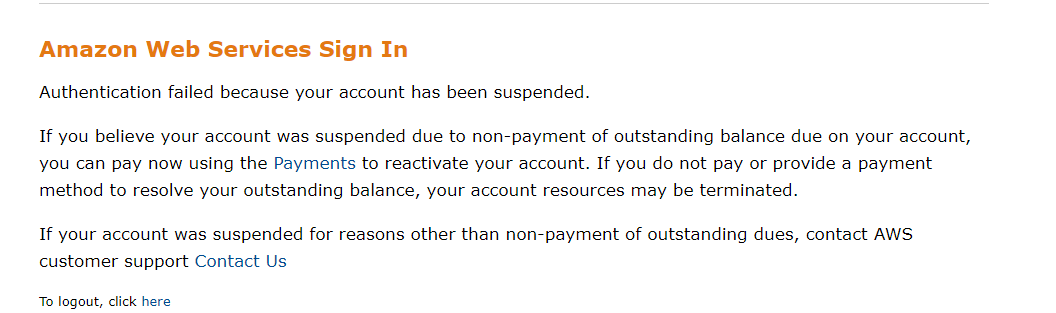 Amazon Web Services Sign In
Authentication failed because your account has been suspended.
If you believe your account was suspended due to non-payment of outstanding balance due on your account,
you can pay now using the Payments to reactivate your account. If you do not pay or provide a payment
method to resolve your outstanding balance, your account resources may be terminated.
If your account was suspended for reasons other than non-payment of outstanding dues, contact AWS
customer support Contact Us
To logout, click here